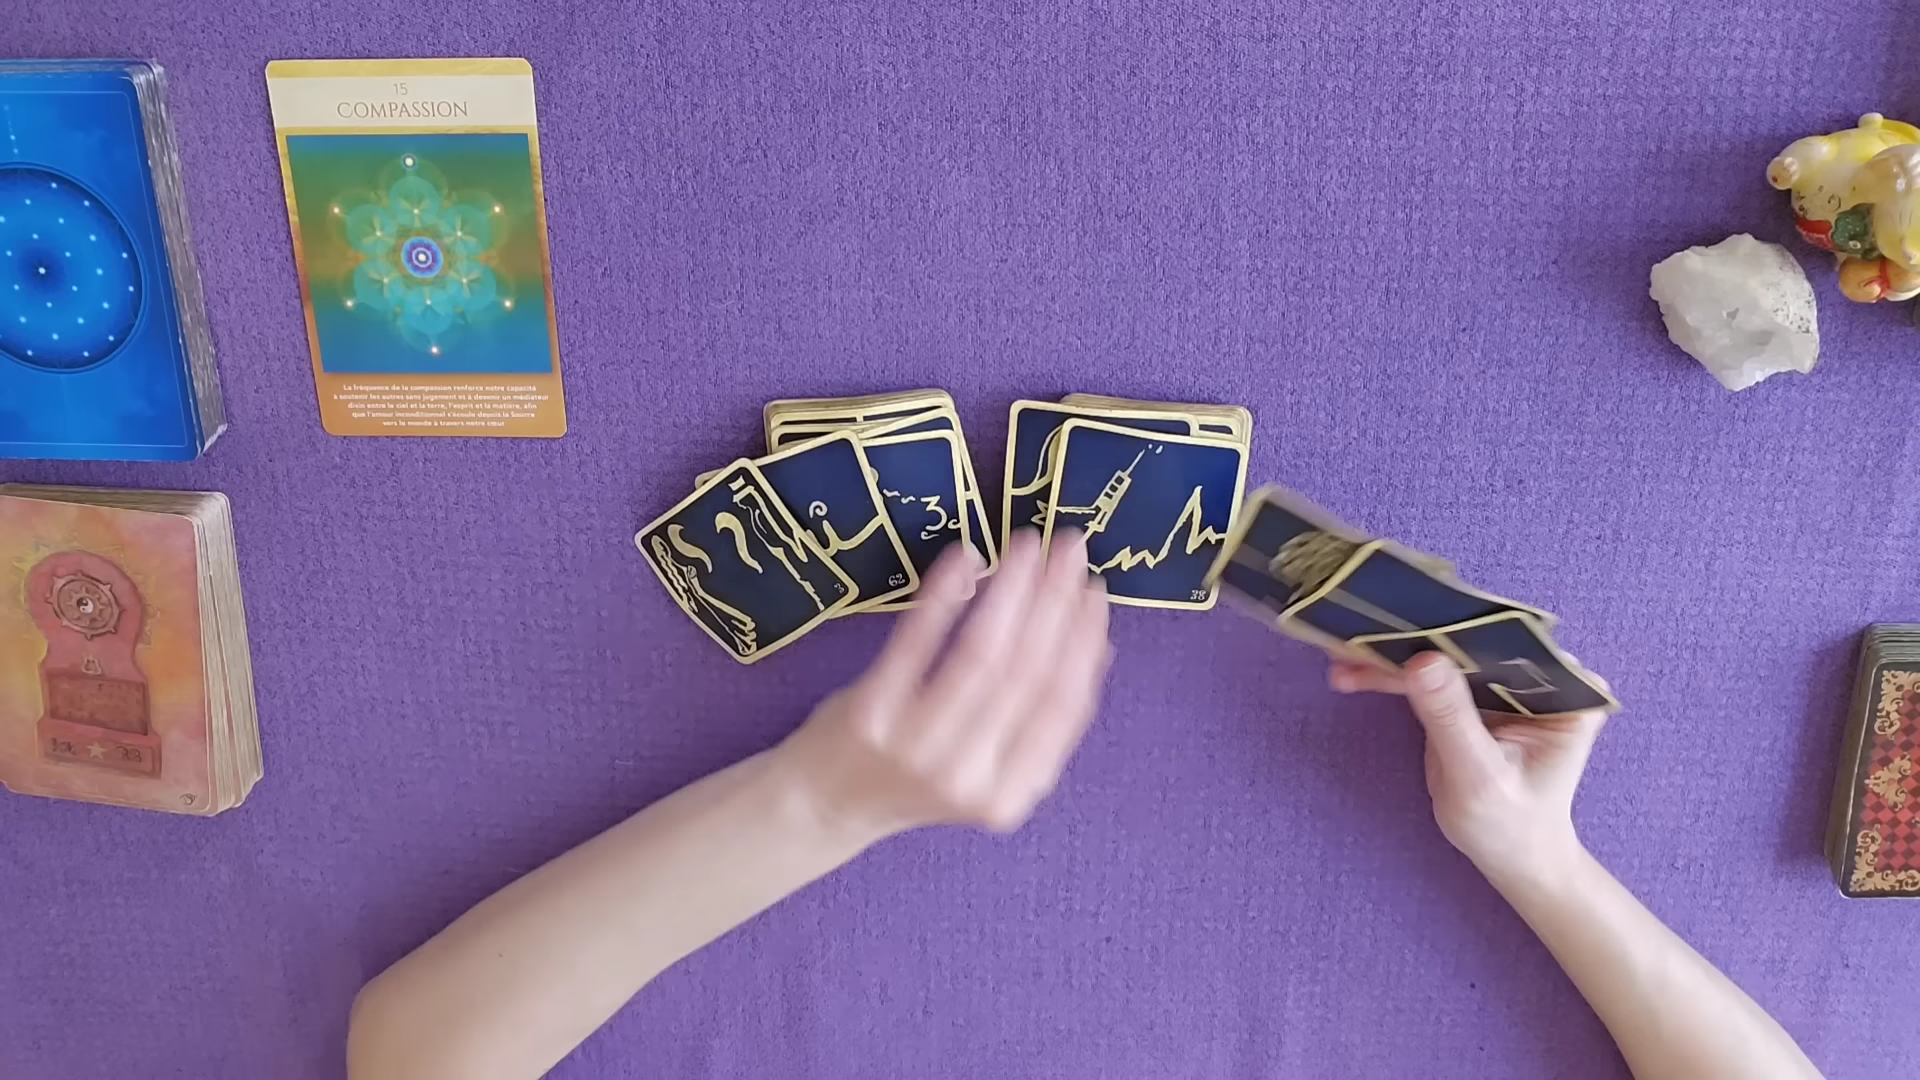 15
COMPASSION
La fréquence de la compassion renforce notre capacité
à soutenir les autres sans jugement et à devenir un médiateur
divin entre le ciel et la terre, l'esprit et la matière, afin
que l'amour inconditionnel s'écoule depuis la Source
vers le monde à travers notre cœur
3
62
38